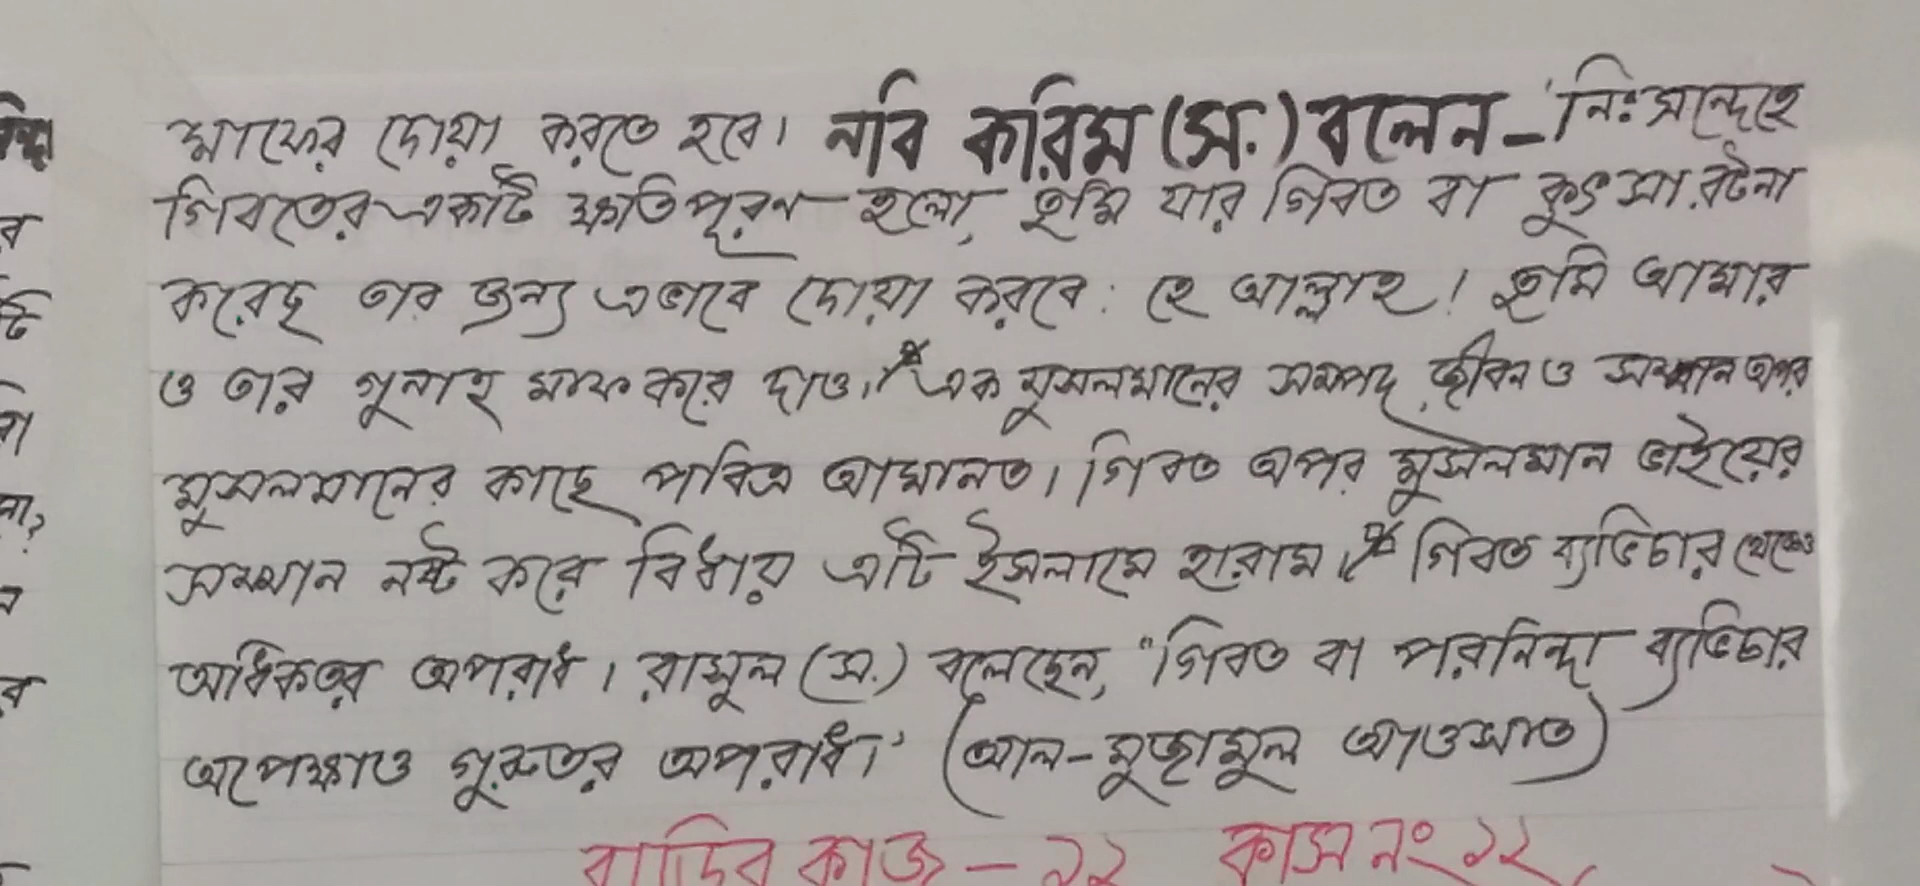 মাফের দোয়া করতে হবে। নবি করিম (স.) বলেন- 'নিঃসন্দেহে
গিবতের একটি ক্ষতিপূরণ হলো, তুমি যার গিবত বা কুৎসা রটনা
করেছ তার জন্য এভাবে দোয়া করবে: হে আল্লাহ! তুমি আমার
ও তার গুনাহ মাফ করে দাও।' এক মুসলমানের সম্পদ, জীবন ও সম্মান অপর
মুসলমানের কাছে পবিত্র আমানত। গিবত অপর মুসলমান ভাইয়ের
সম্মান নষ্ট করে বিধায় এটি ইসলামে হারাম। গিবত ব্যভিচার থেকেও
অধিকতর অপরাধ। রাসুল (স.) বলেছেন, "গিবত বা পরনিন্দা ব্যভিচার
অপেক্ষাও গুরুতর অপরাধ।' (আল-মুজামুল আওসাত)
বাড়ির কাজ - ২২ কাস নং ২২